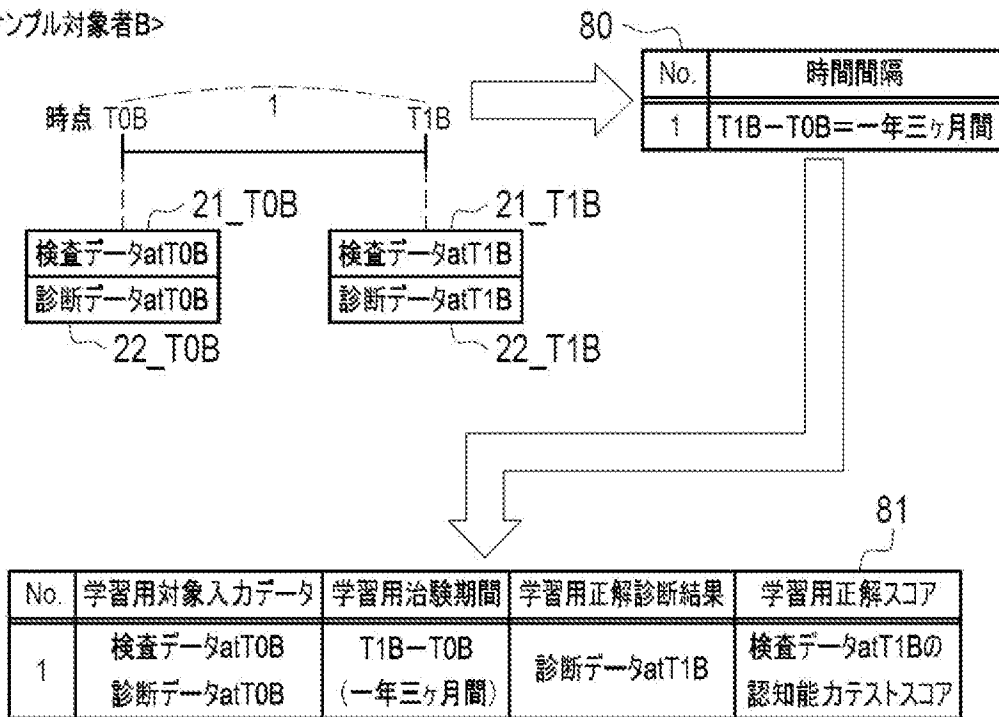 ンプル対象者B>
80
No. 時間間隔
1 T1B－T0B＝一年三ヶ月間
時点 T0B 1 T1B
21_T0B 21_T1B
検査データatT0B 検査データatT1B
診断データatT0B 診断データatT1B
22_T0B 22_T1B
81
No. 学習用対象入力データ 学習用治験期間 学習用正解診断結果 学習用正解スコア
1 検査データatT0B T1B－T0B 診断データatT1B 検査データatT1Bの
診断データatT0B (一年三ヶ月間) 認知能力テストスコア